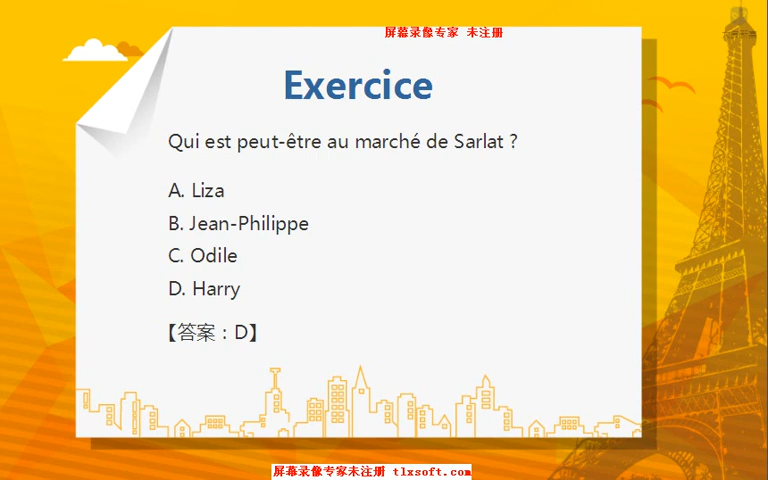 屏幕录像专家 未注册
Exercice
Qui est peut-être au marché de Sarlat ?
A. Liza
B. Jean-Philippe
C. Odile
D. Harry
【答案：D】
屏幕录像专家未注册 tlxsoft.com